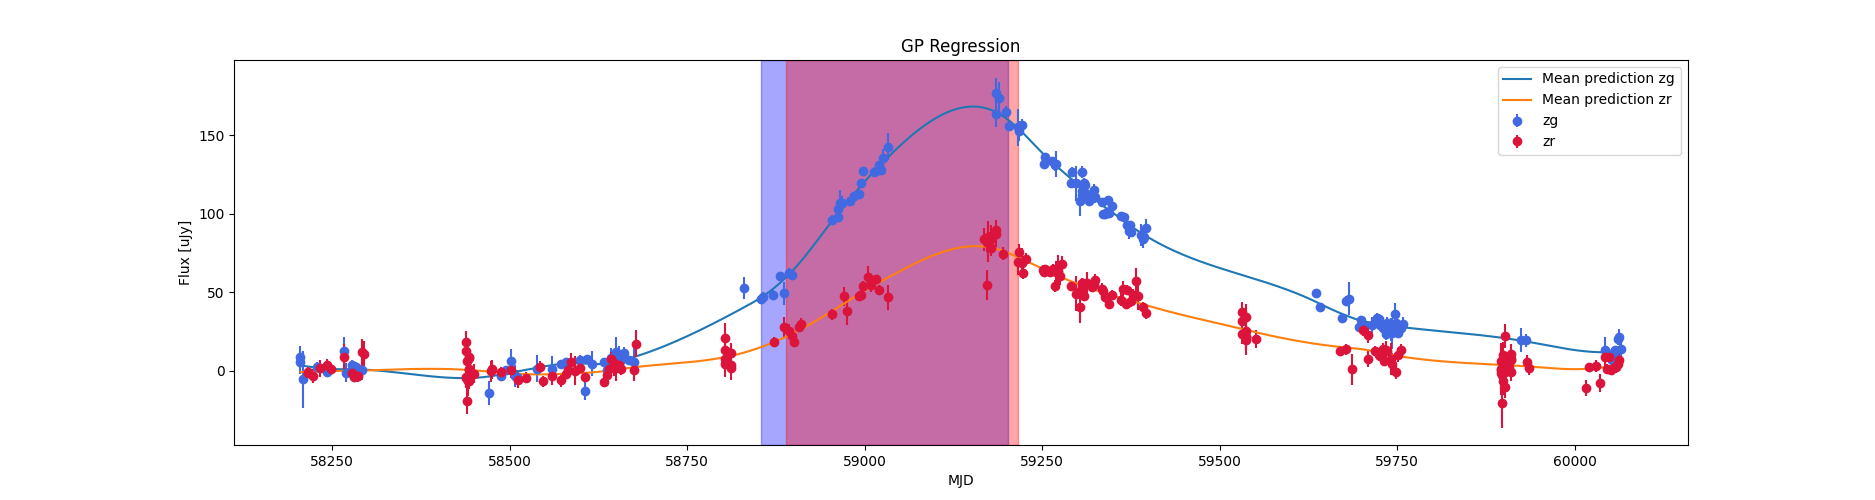 GP Regression
Mean prediction zg
Mean prediction zr
zg
zr
Flux [uJy]
150
100
50
0
58250 58500 58750 59000 59250 59500 59750 60000
MJD